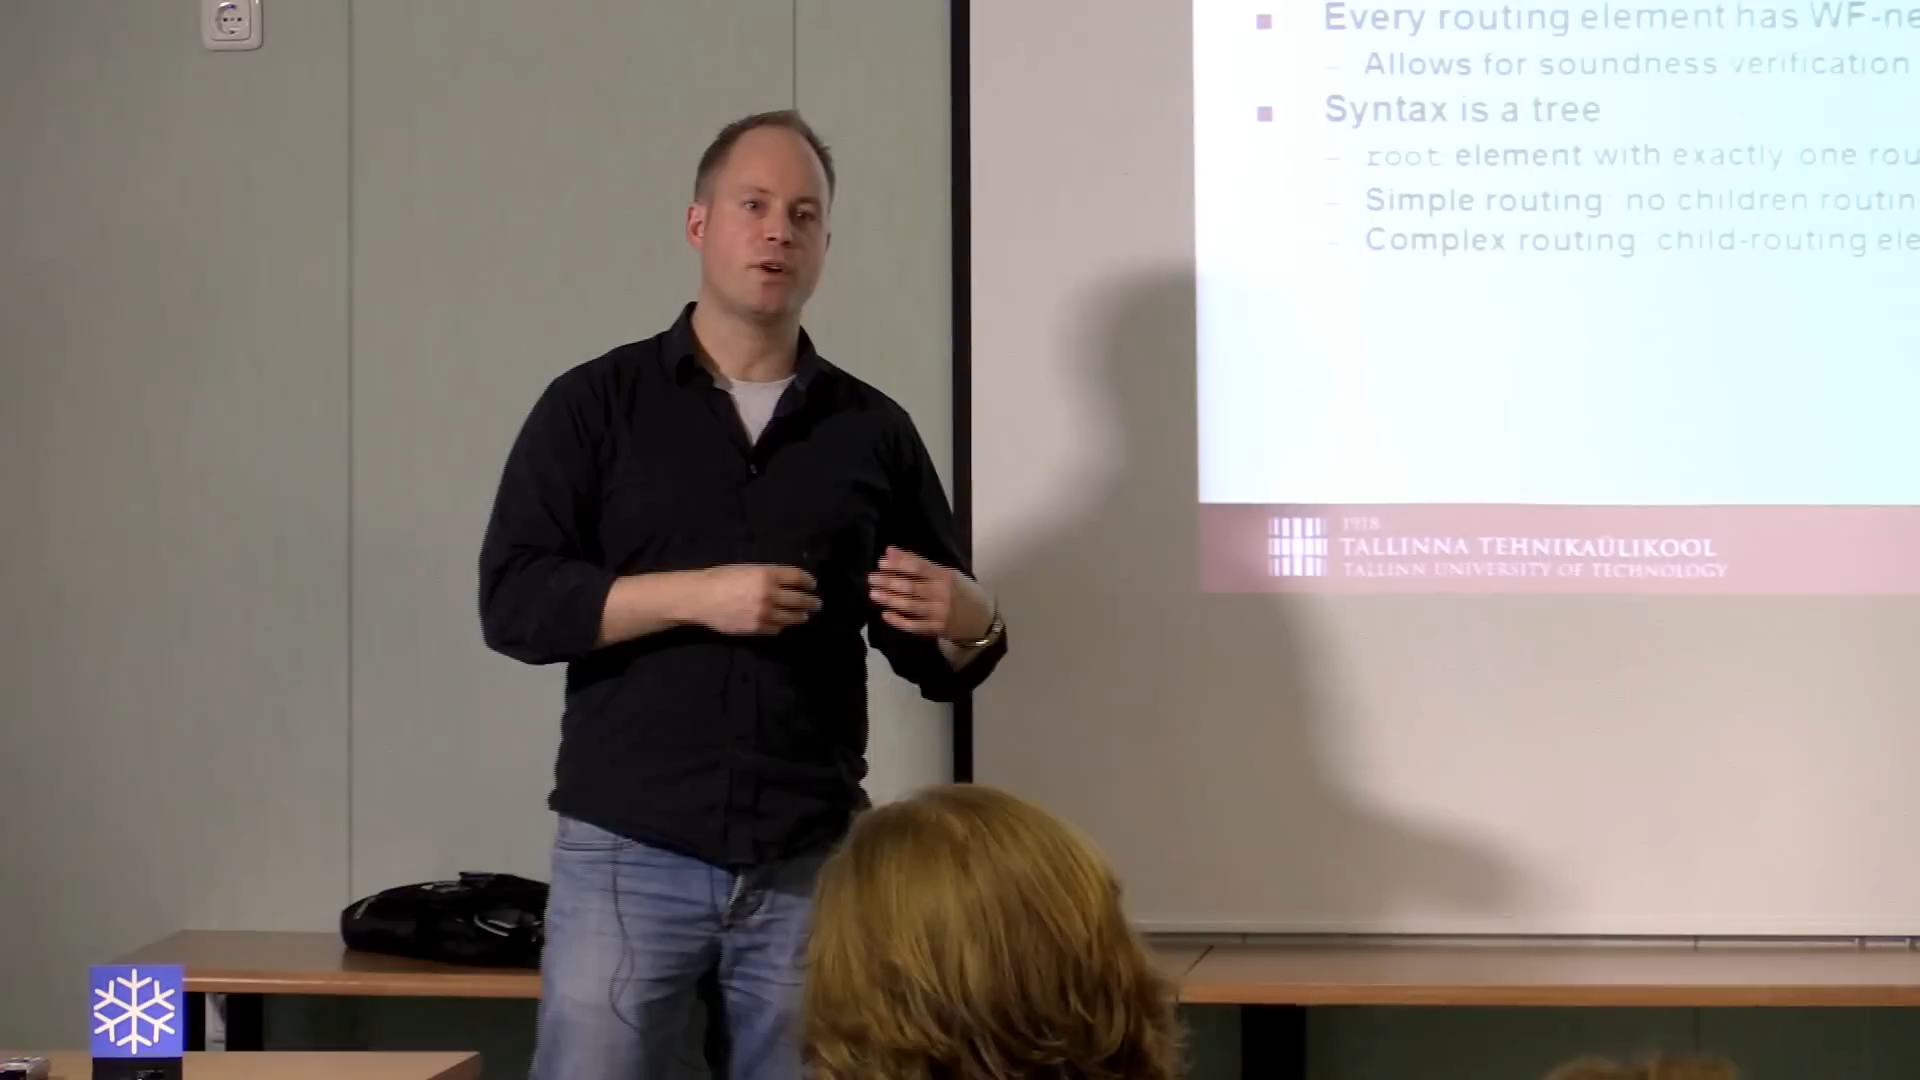 Every routing element has WF-ne
Allows for soundness verification
Syntax is a tree
root element with exactly one rou
Simple routing no children routin
Complex routing child-routing ele
1918
TALLINNA TEHNIKAÜLIKOOL
TALLINN UNIVERSITY OF TECHNOLOGY